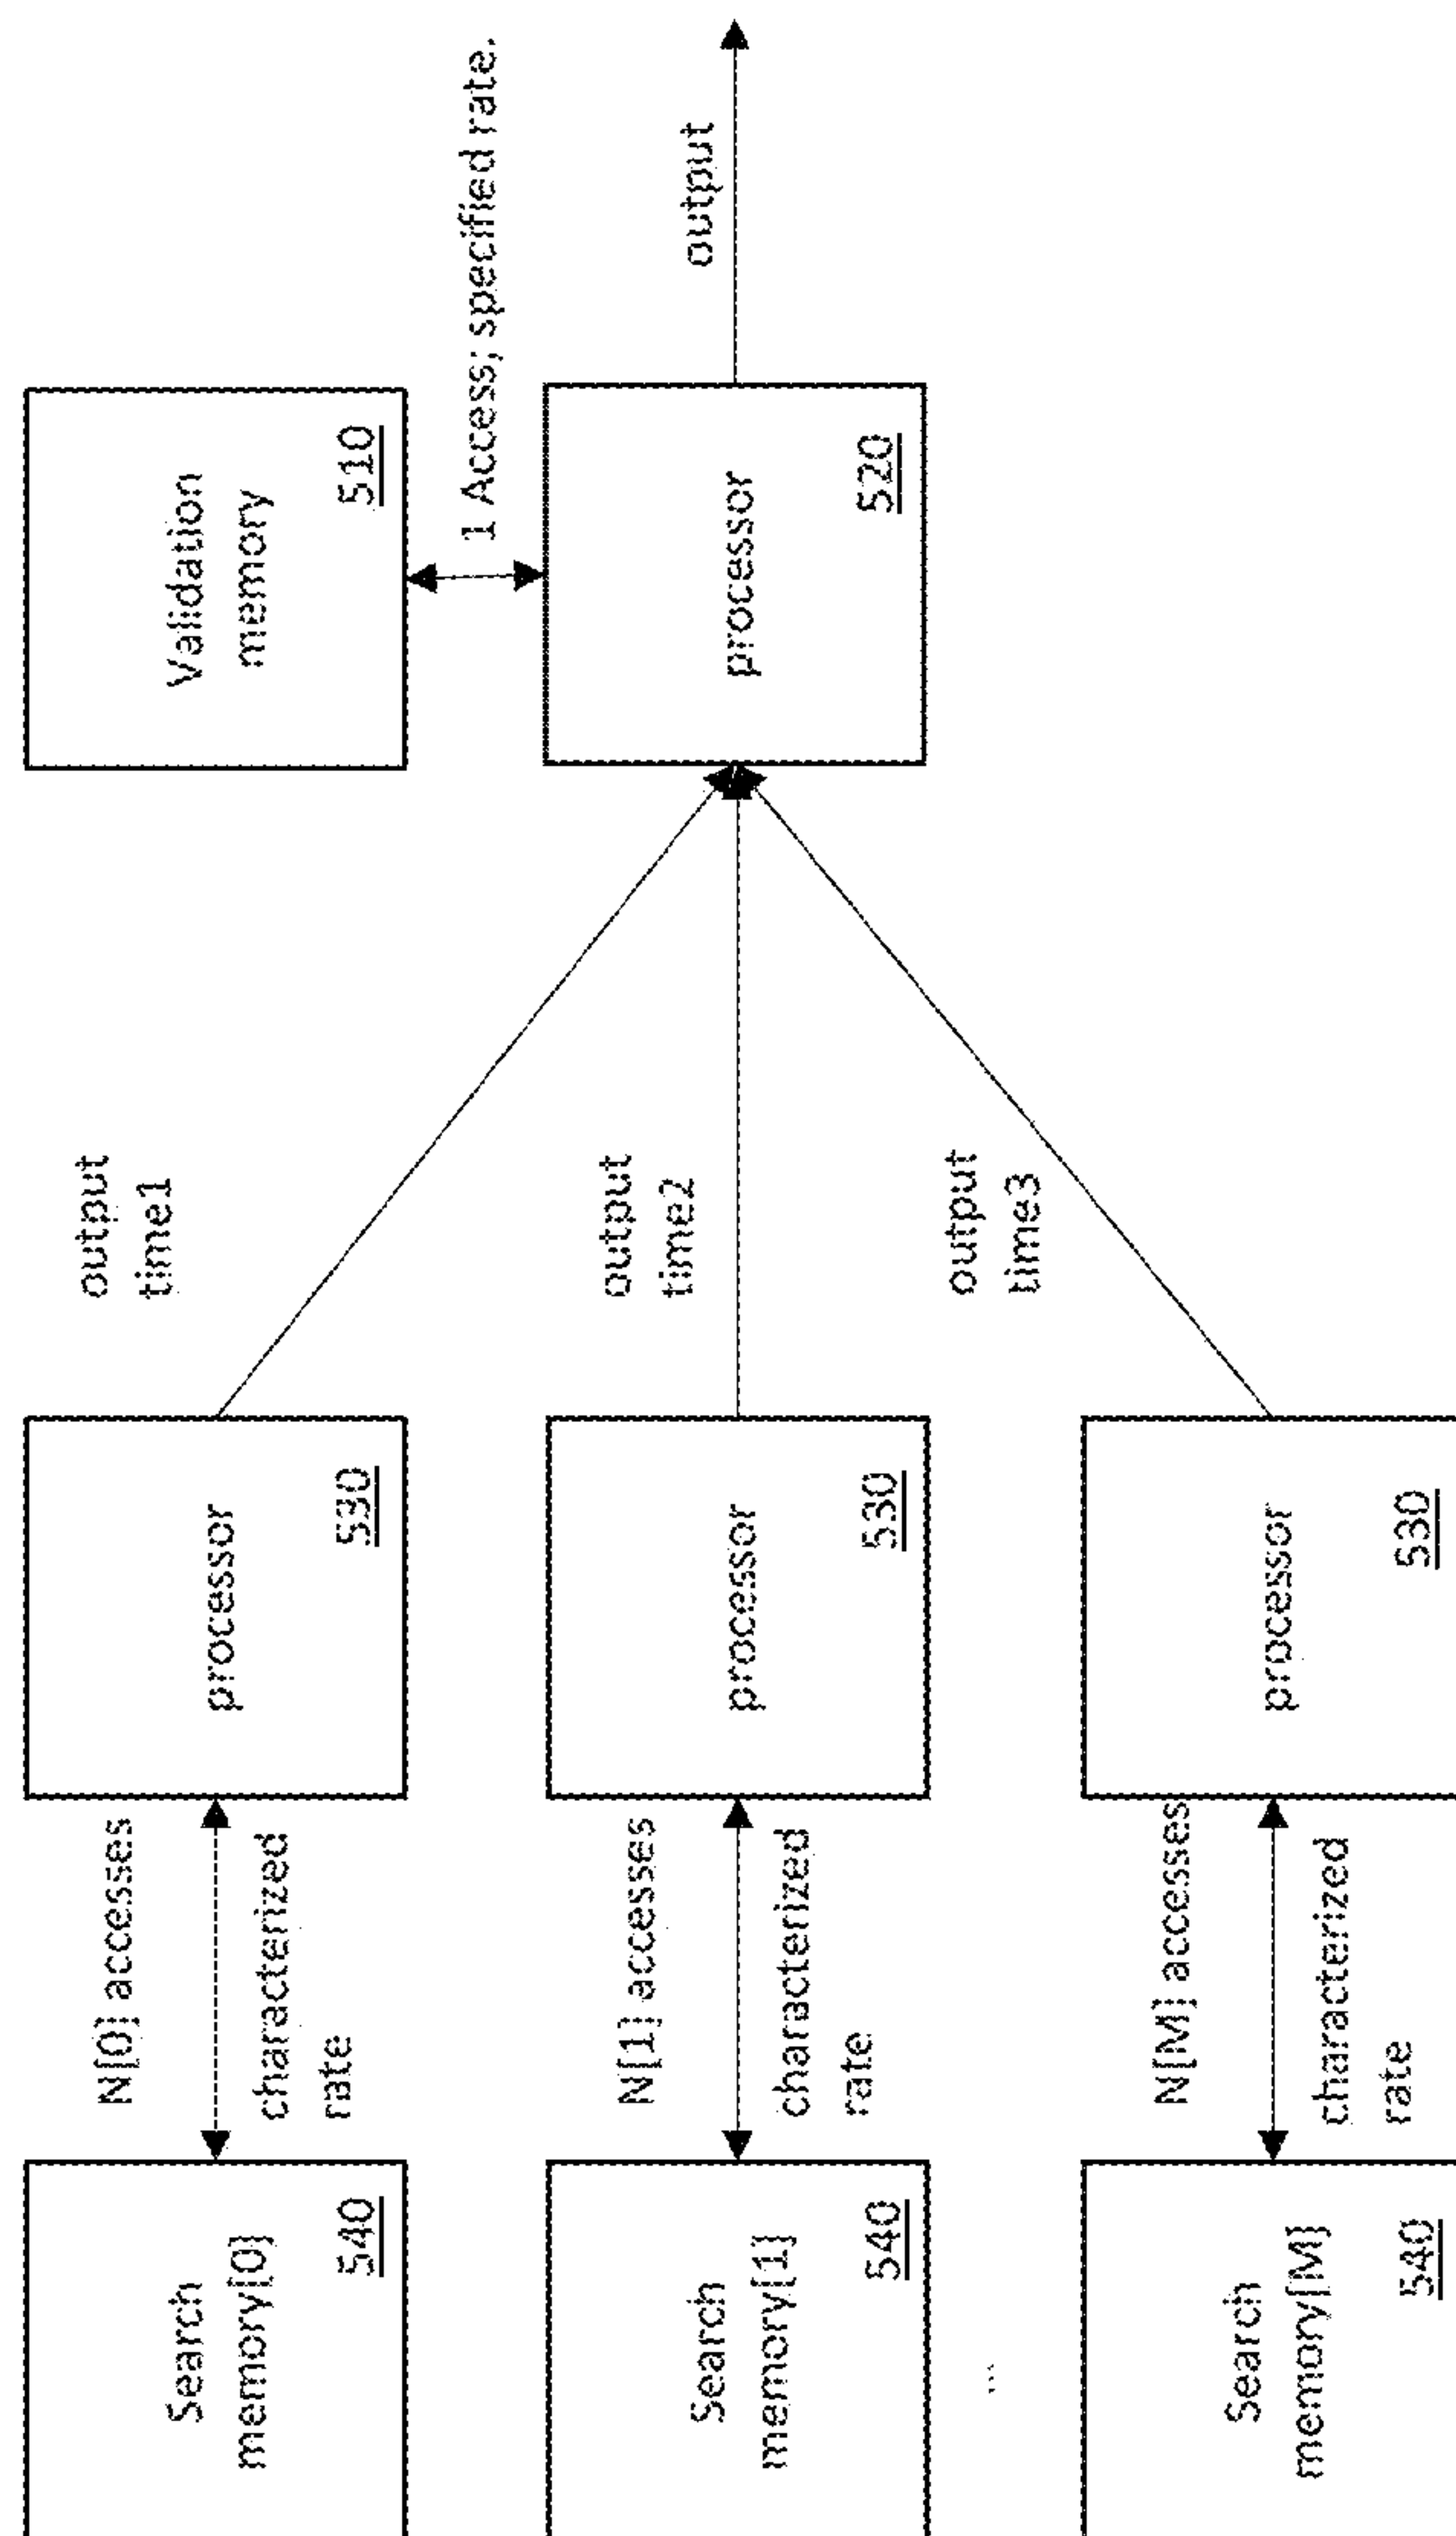 Search
memory[0]
540
N[0] accesses
characterized
rate
processor
530
output
time1
Validation
memory
510
1 Access; specified rate.
Search
memory[1]
540
N[1] accesses
characterized
rate
processor
530
output
time2
processor
520
output
...
Search
memory[M]
540
N[M] accesses
characterized
rate
processor
530
output
time3